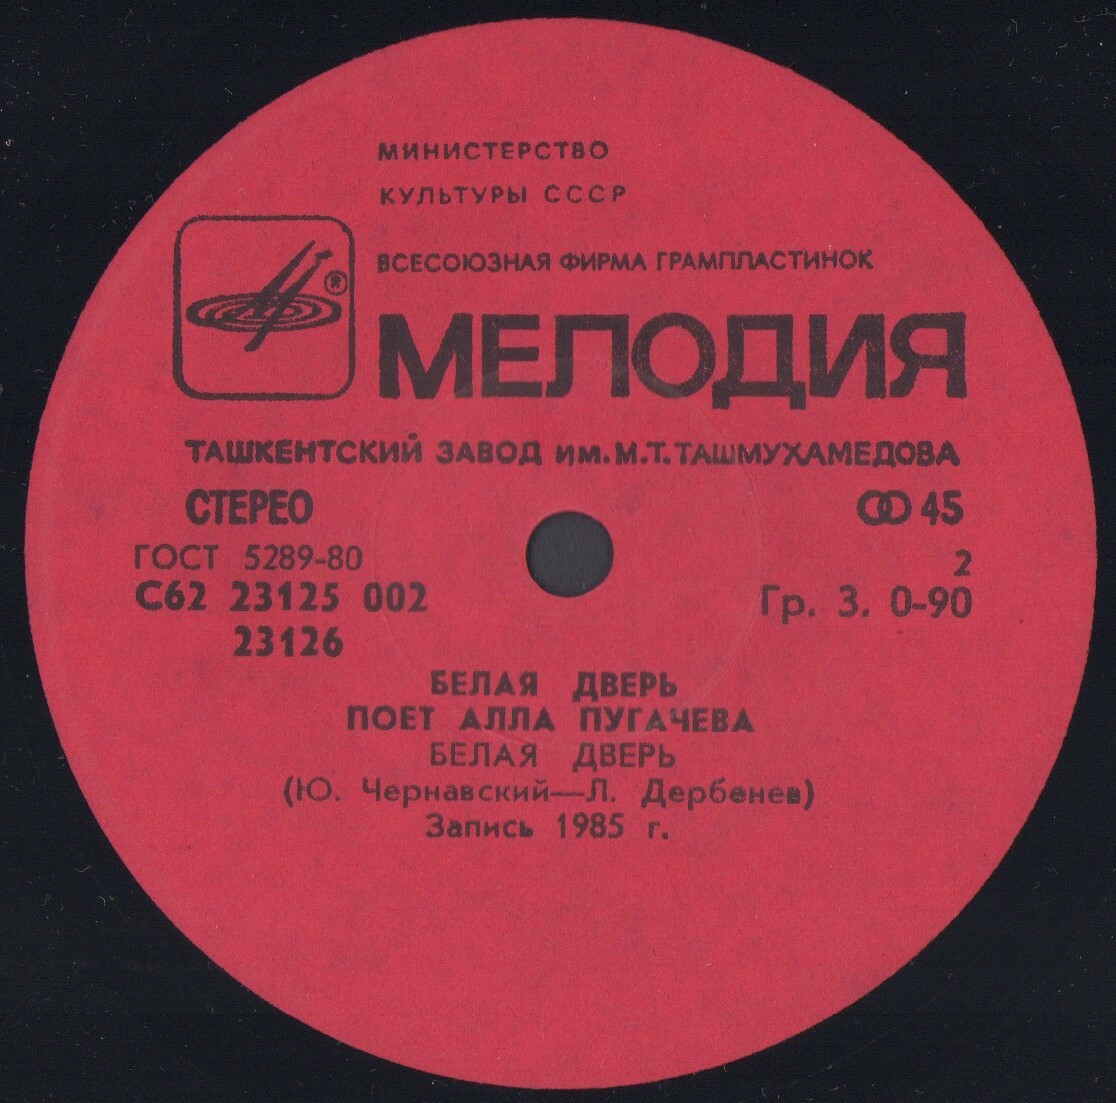 МИНИСТЕРСТВО
КУЛЬТУРЫ СССР
ВСЕСОЮЗНАЯ ФИРМА ГРАМПЛАСТИНОК
®
МЕЛОДИЯ
ТАШКЕНТСКИЙ ЗАВОД ИМ. М.Т. ТАШМУХАМЕДОВА
СТЕРЕО
45
ГОСТ 5289-80
2
С62 23125 002
Гр. 3. 0-90
23126
БЕЛАЯ ДВЕРЬ
ПОЕТ АЛЛА ПУГАЧЕВА
БЕЛАЯ ДВЕРЬ
(Ю. Чернавский—Л. Дербенев)
Запись 1985 г.